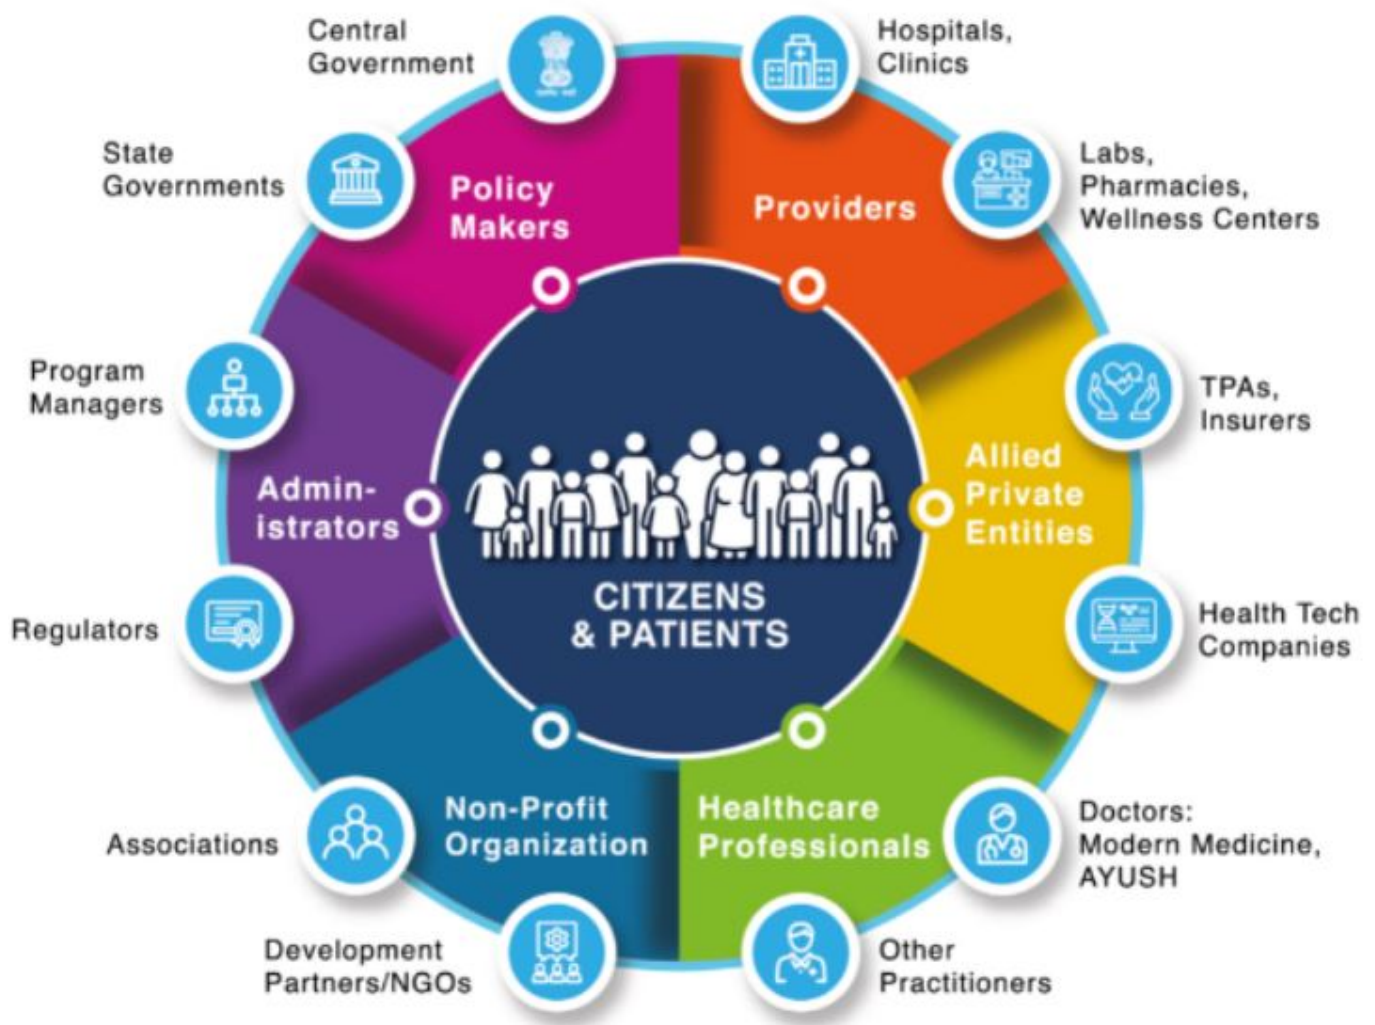 Central
Government
Hospitals,
Clinics
State
Governments
Labs,
Pharmacies,
Wellness Centers
Policy
Makers
Providers
Program
Managers
TPAs,
Insurers
Admin-
istrators
Allied
Private
Entities
CITIZENS
& PATIENTS
Regulators
Health Tech
Companies
Associations
Non-Profit
Organization
Healthcare
Professionals
Doctors:
Modern Medicine,
AYUSH
Development
Partners/NGOs
Other
Practitioners